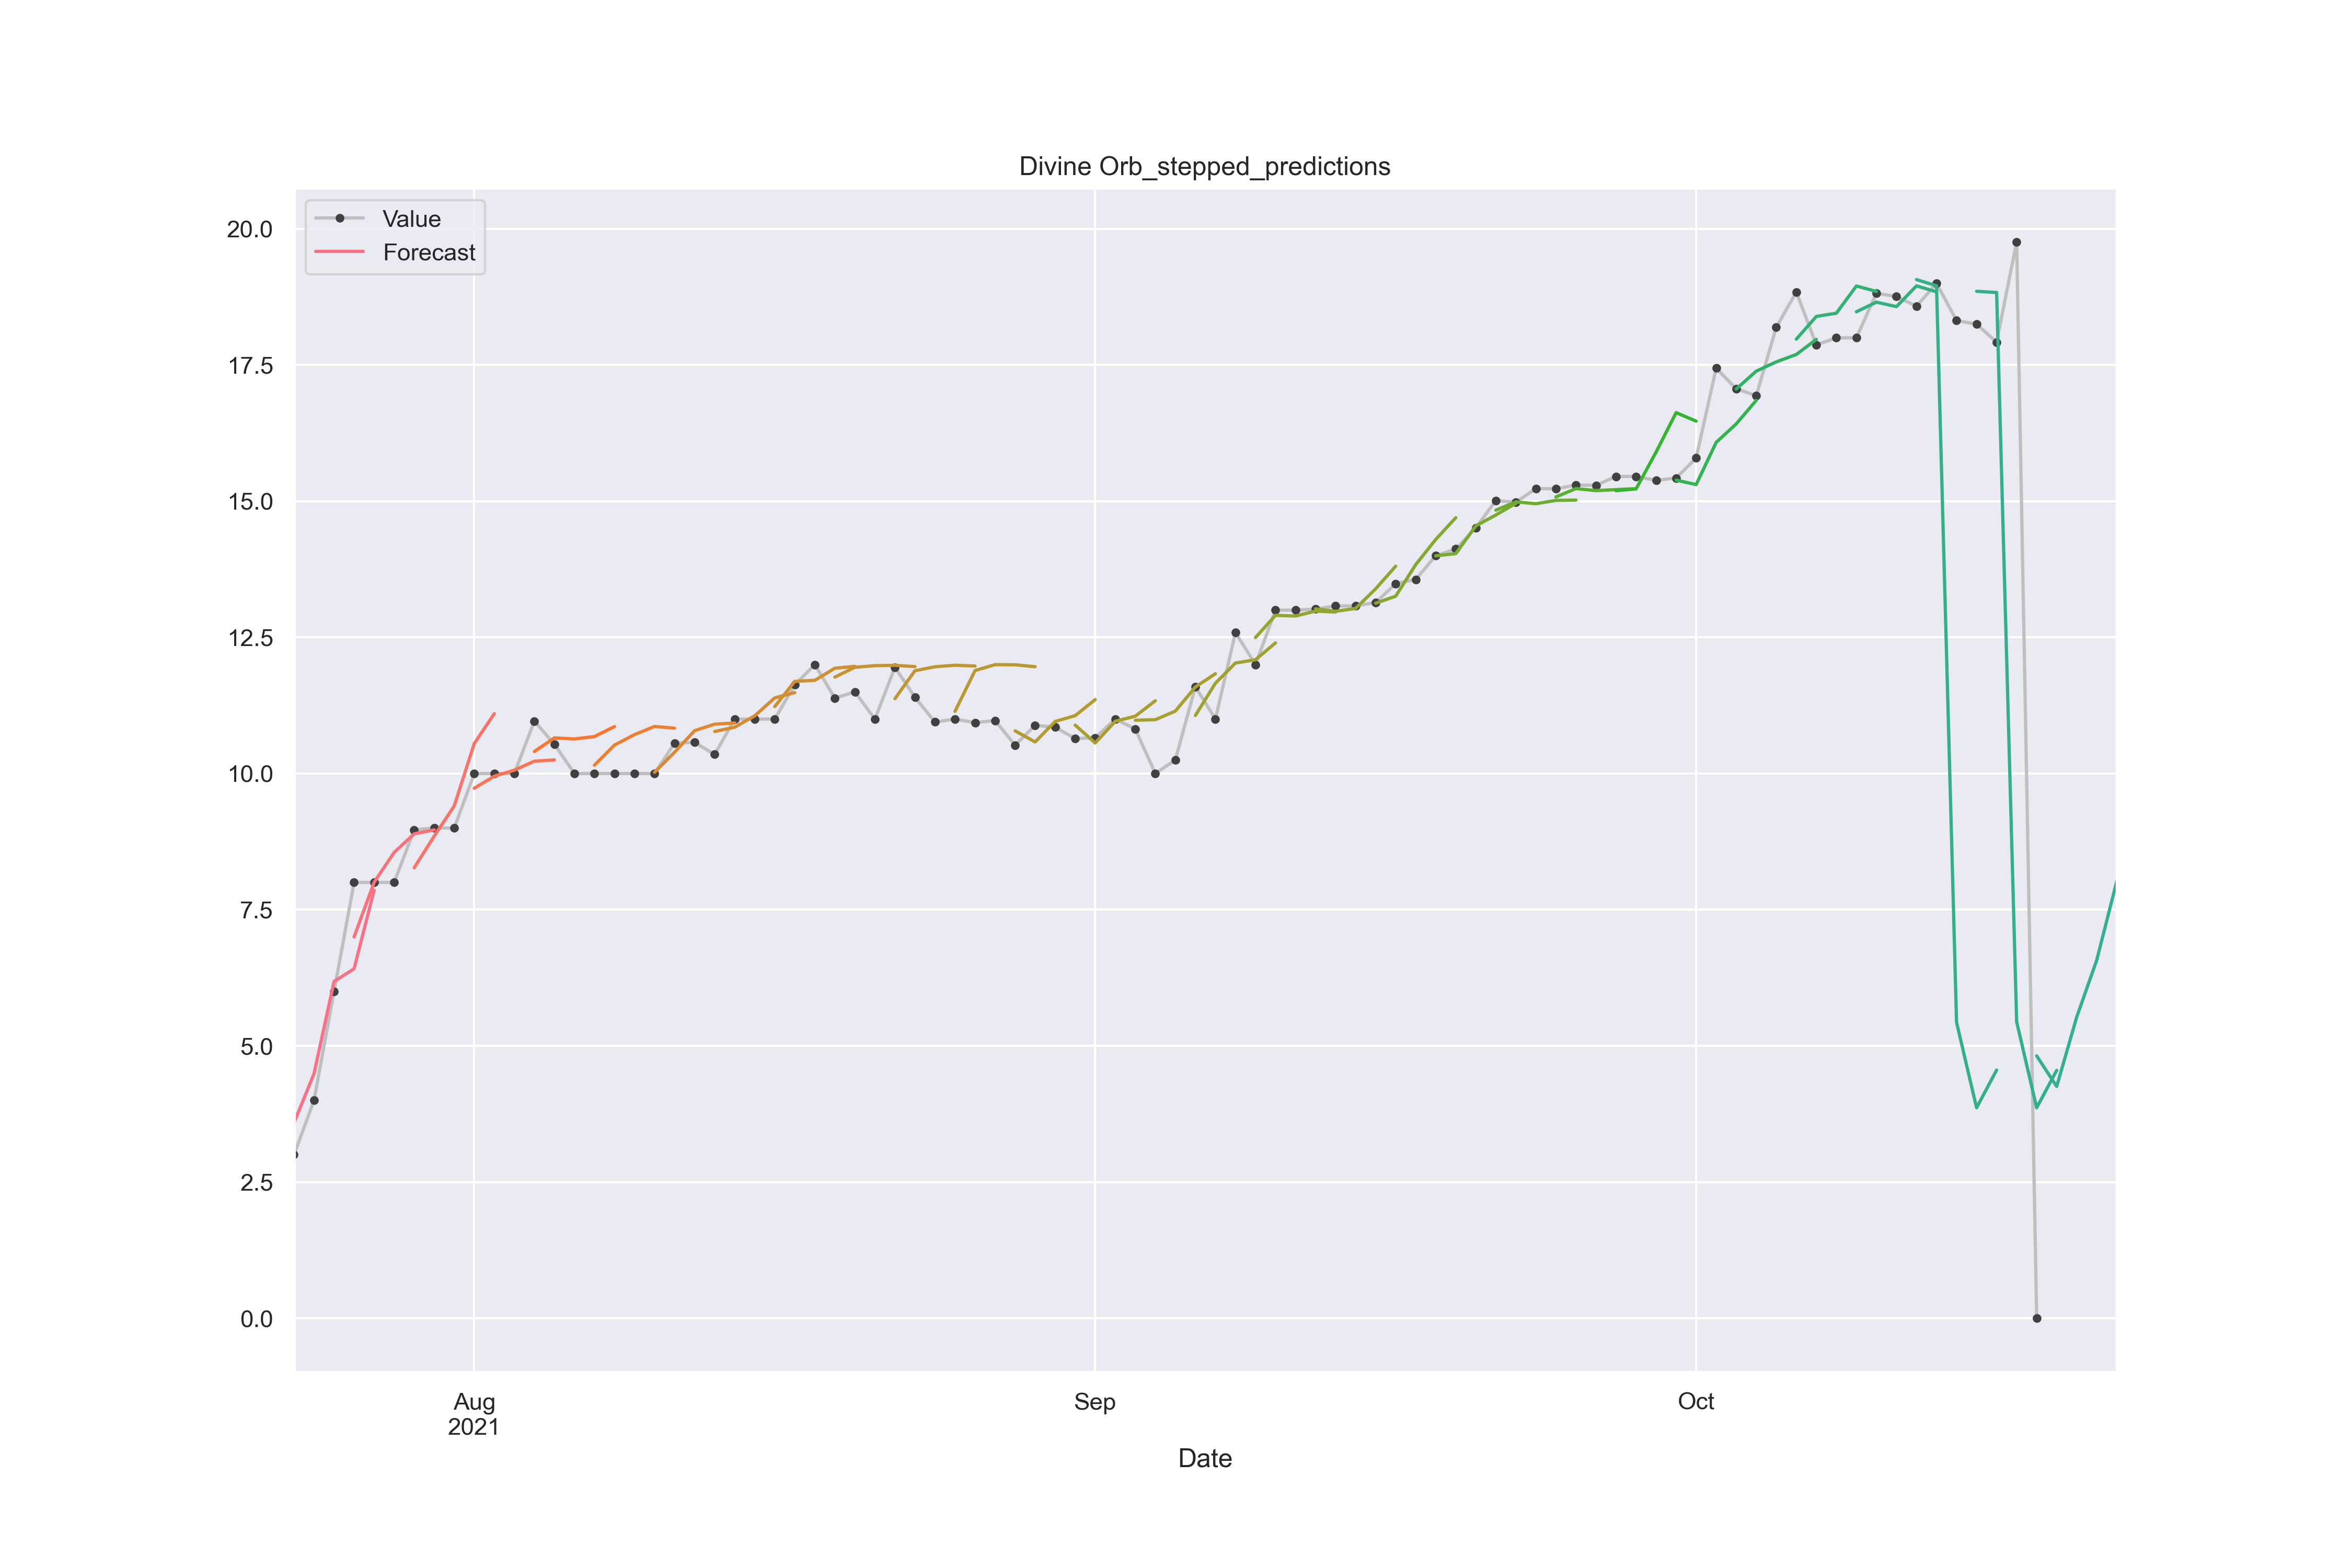 Divine Orb_stepped_predictions
Value
Forecast
20.0
17.5
15.0
12.5
10.0
7.5
5.0
2.5
0.0
Aug
2021
Sep
Oct
Date